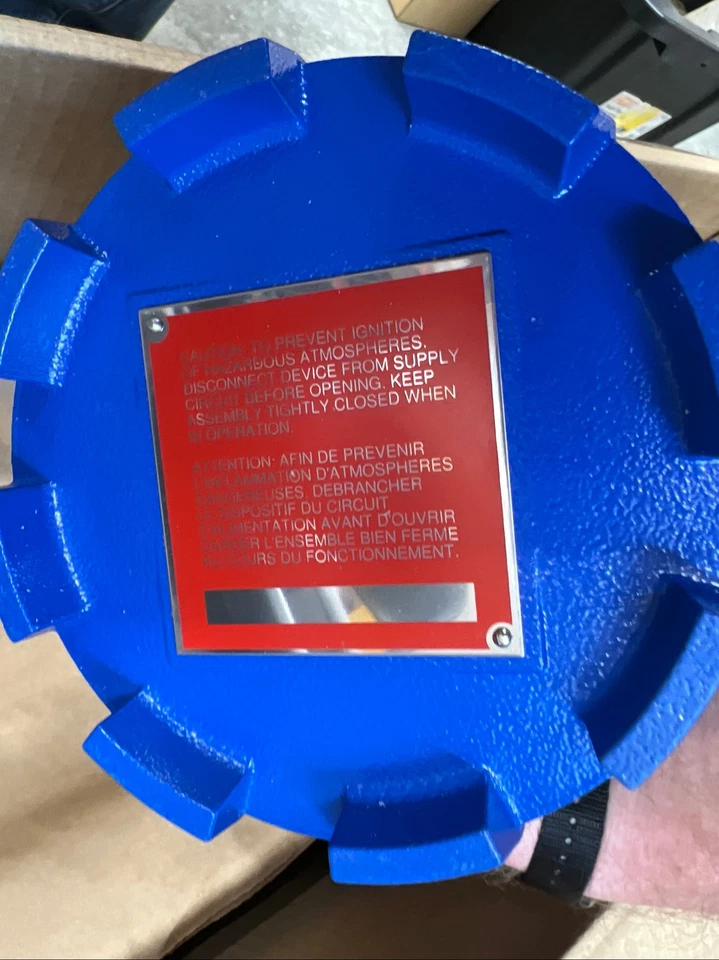 CAUTION: TO PREVENT IGNITION
OF HAZARDOUS ATMOSPHERES,
DISCONNECT DEVICE FROM SUPPLY
CIRCUIT BEFORE OPENING. KEEP
ASSEMBLY TIGHTLY CLOSED WHEN
IN OPERATION.
ATTENTION: AFIN DE PREVENIR
L'INFLAMMATION D'ATMOSPHERES
DANGEREUSES, DEBRANCHER
LE DISPOSITIF DU CIRCUIT
D'ALIMENTATION AVANT D'OUVRIR
GARDER L'ENSEMBLE BIEN FERME
AU COURS DU FONCTIONNEMENT.